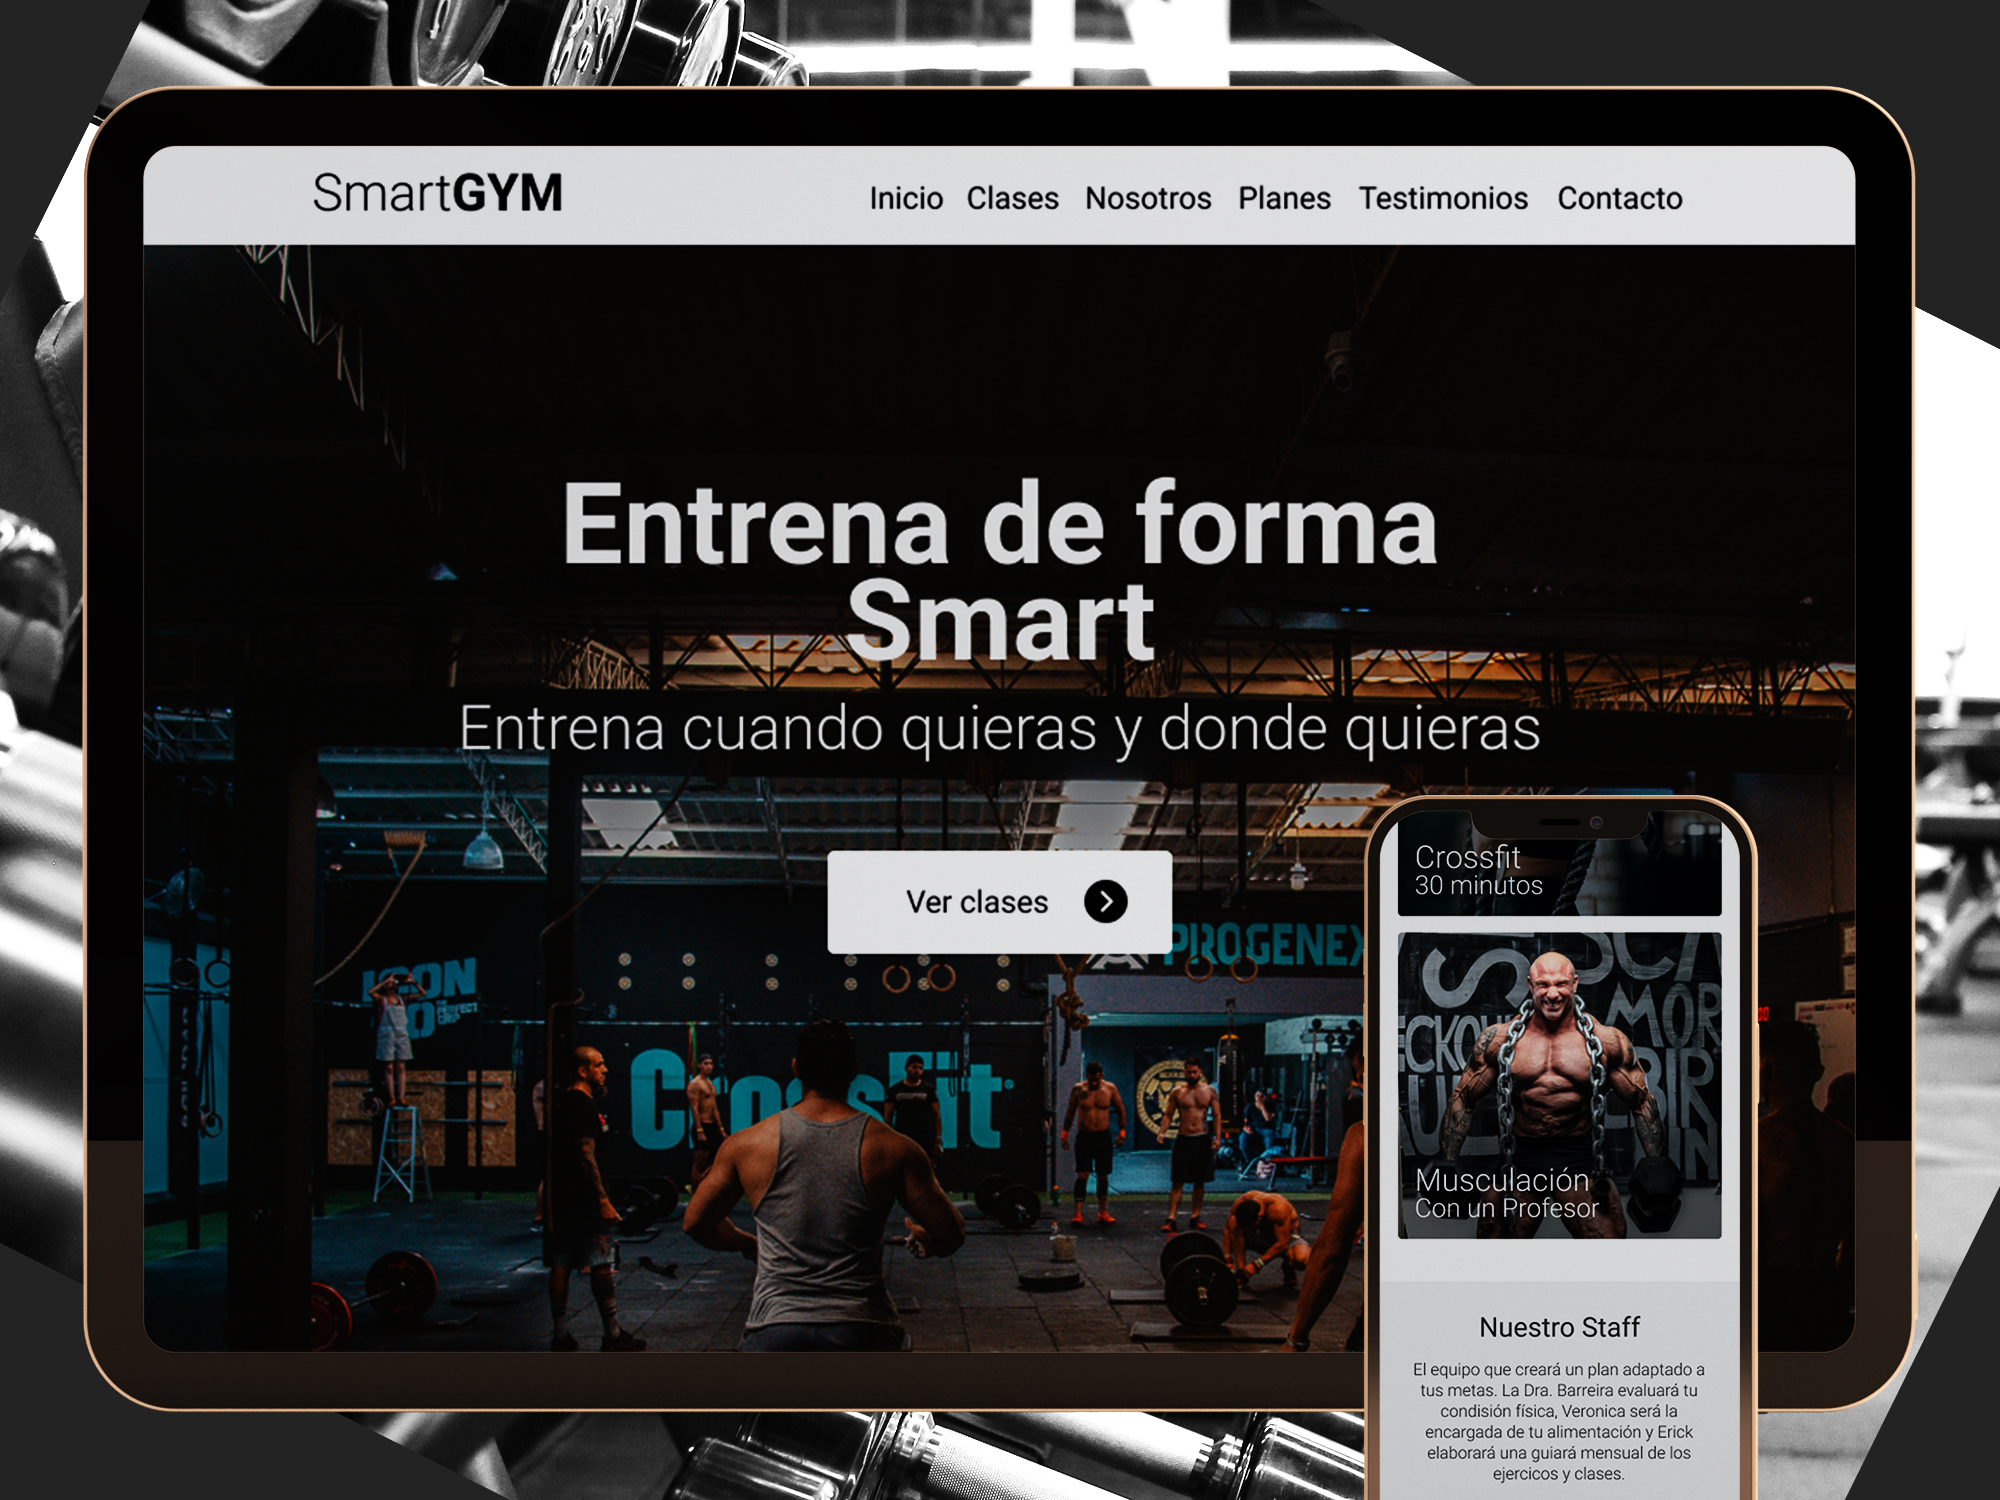 SmartGYM
Inicio Clases Nosotros Planes Testimonios Contacto
Entrena de forma
Smart
Entrena cuando quieras y donde quieras
Ver clases
PROGENEX
CrossFit
Crossfit
30 minutos
Musculación
Con un Profesor
Nuestro Staff
El equipo que creará un plan adaptado a
tus metas. La Dra. Barreira evaluará tu
condición física, Veronica será la
encargada de tu alimentación y Erick
elaborará una guiará mensual de los
ejercicos y clases.